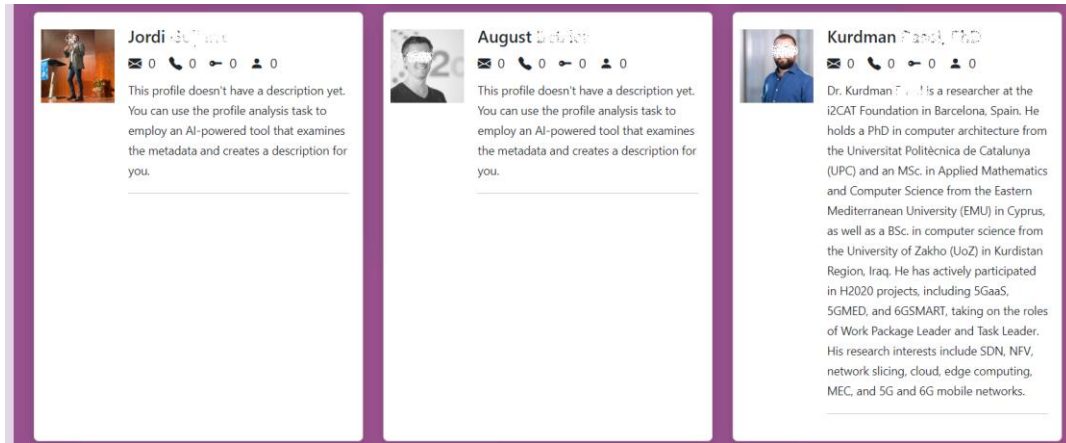 Jordi
0 0 0 0
This profile doesn't have a description yet.
You can use the profile analysis task to
employ an AI-powered tool that examines
the metadata and creates a description for
you.
August
0 0 0 0
This profile doesn't have a description yet.
You can use the profile analysis task to
employ an AI-powered tool that examines
the metadata and creates a description for
you.
Kurdman PhD
0 0 0 0
Dr. Kurdman is a researcher at the
i2CAT Foundation in Barcelona, Spain. He
holds a PhD in computer architecture from
the Universitat Politècnica de Catalunya
(UPC) and an MSc. in Applied Mathematics
and Computer Science from the Eastern
Mediterranean University (EMU) in Cyprus,
as well as a BSc. in computer science from
the University of Zakho (UoZ) in Kurdistan
Region, Iraq. He has actively participated
in H2020 projects, including 5GaaS,
5GMED, and 6GSMART, taking on the roles
of Work Package Leader and Task Leader.
His research interests include SDN, NFV,
network slicing, cloud, edge computing,
MEC, and 5G and 6G mobile networks.